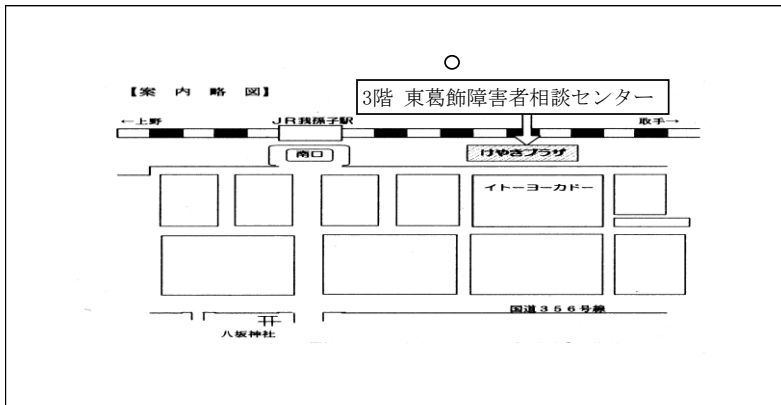 【案内略図】
3階 東葛飾障害者相談センター
←上野
JR我孫子駅
取手→
南口
けやきプラザ
イトーヨーカドー
国道356号線
八坂神社